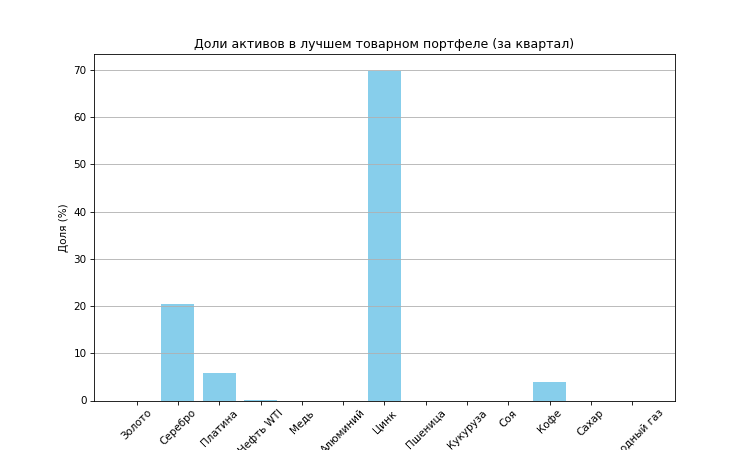 Доли активов в лучшем товарном портфеле (за квартал)
Доля (%)
70
60
50
40
30
20
10
0
Золото
Серебро
Платина
Нефть WTI
Медь
Алюминий
Цинк
Пшеница
Кукуруза
Соя
Кофе
Сахар
газ